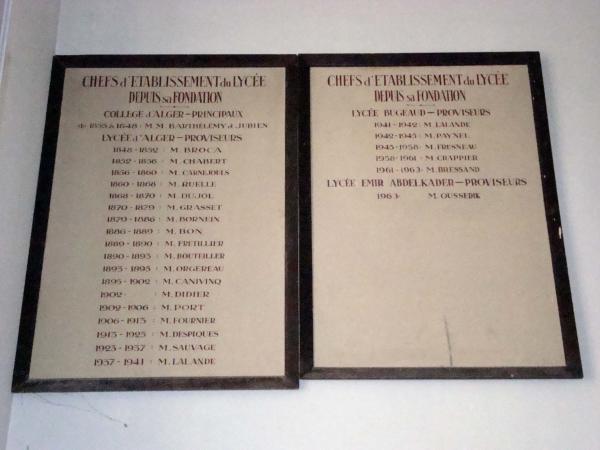 CHEFS d'ETABLISSEMENT du LYCÉE
DEPUIS sa FONDATION
COLLEGE d'ALGER - PRINCIPAUX
de 1835 à 1848 : M.M. BARTHÉLEMY & JUBIEN
LYCÉE d'ALGER - PROVISEURS
1848 - 1852 : M. BROCA
1852 - 1856 : M. CHABERT
1856 - 1860 : M. CARNEJOULS
1860 - 1868 : M. RUELLE
1868 - 1870 : M. DUJOL
1870 - 1879 : M. GRASSET
1879 - 1886 : M. BORNEIN
1886 - 1889 : M. BON
1889 - 1890 : M. FRETILLIER
1890 - 1893 : M. BOUTEILLER
1893 - 1895 : M. ORGEREAU
1895 - 1902 : M. CANIVINQ
1902 : M. DIDIER
1902 - 1906 : M. PORT
1906 - 1913 : M. FOURNIER
1913 - 1923 : M. DESPIQUES
1923 - 1937 : M. SAUVAGE
1937 - 1941 : M. LALANDE
CHEFS d'ETABLISSEMENT du LYCÉE
DEPUIS sa FONDATION
LYCÉE BUGEAUD - PROVISEURS
1941 - 1942 : M. LALANDE
1942 - 1945 : M. PAYNEL
1945 - 1958 : M. FRESNEAU
1958 - 1961 : M. CRAPPIER
1961 - 1963 : M. BRESSAND
LYCÉE EMIR ABDELKADER - PROVISEURS
1963 - M. OUSSEDIK